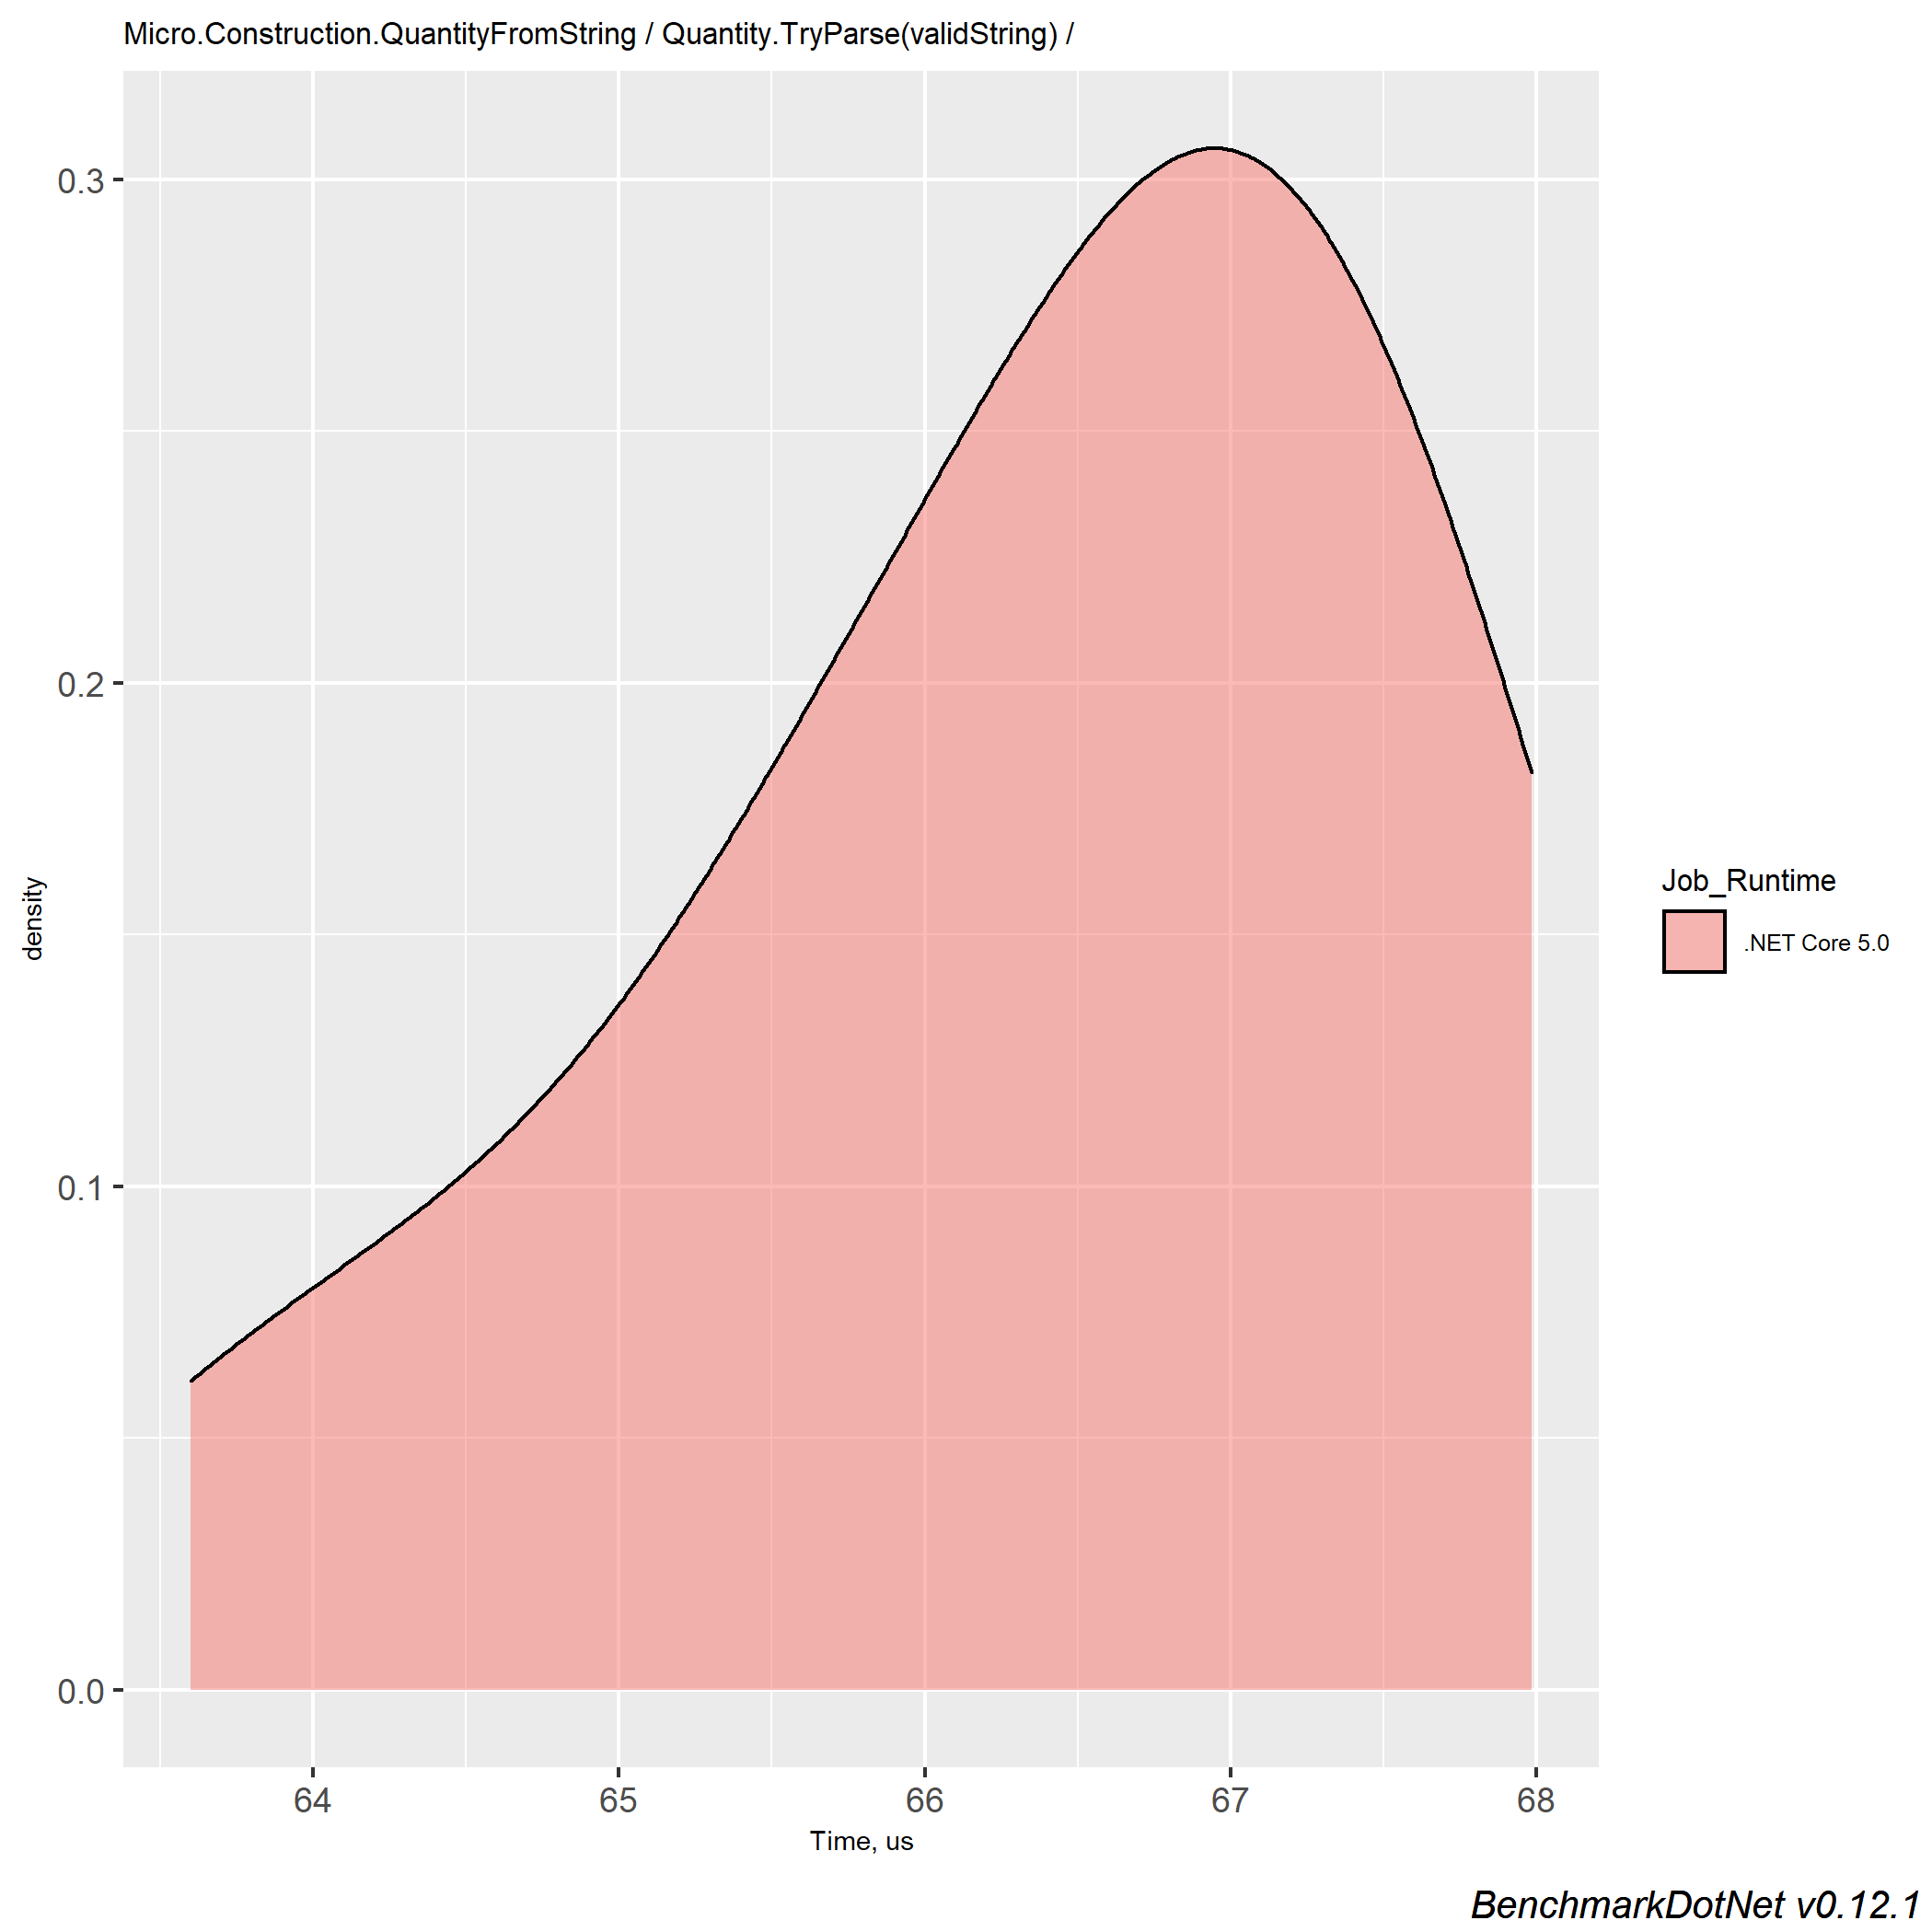 Micro.Construction.QuantityFromString / Quantity.TryParse(validString) /
0.3
0.2
0.1
0.0
density
64 65 66 67 68
Time, us
Job_Runtime
.NET Core 5.0
BenchmarkDotNet v0.12.1